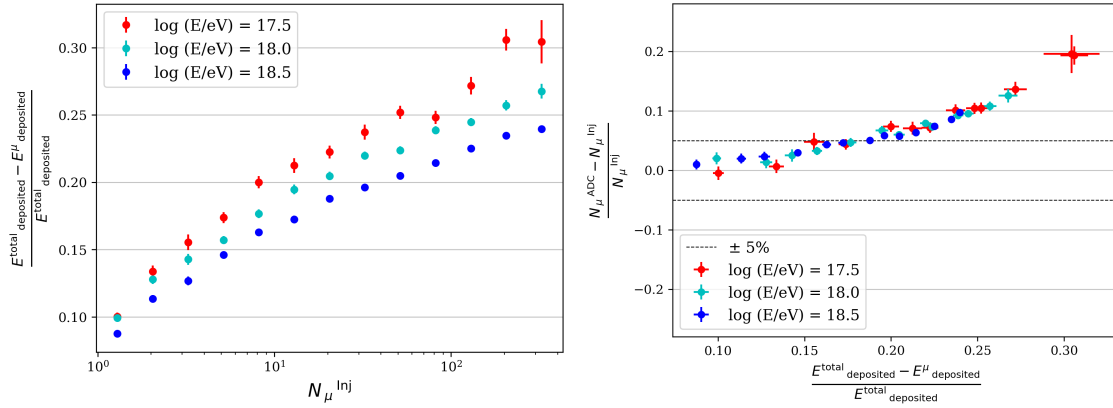 E^total_deposited − E^μ_deposited
E^total_deposited
0.30
0.25
0.20
0.15
0.10
log (E/eV) = 17.5
log (E/eV) = 18.0
log (E/eV) = 18.5
10^0
10^1
10^2
N_μ^Inj
N_μ^ADC − N_μ^Inj
N_μ^Inj
0.2
0.1
0.0
−0.1
−0.2
± 5%
log (E/eV) = 17.5
log (E/eV) = 18.0
log (E/eV) = 18.5
0.10
0.15
0.20
0.25
0.30
E^total_deposited − E^μ_deposited
E^total_deposited